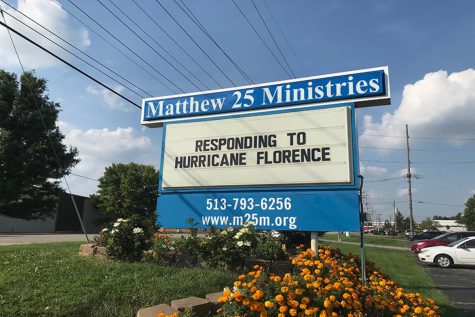 Matthew 25 Ministries
RESPONDING TO
HURRICANE FLORENCE
513-793-6256
www.m25m.org